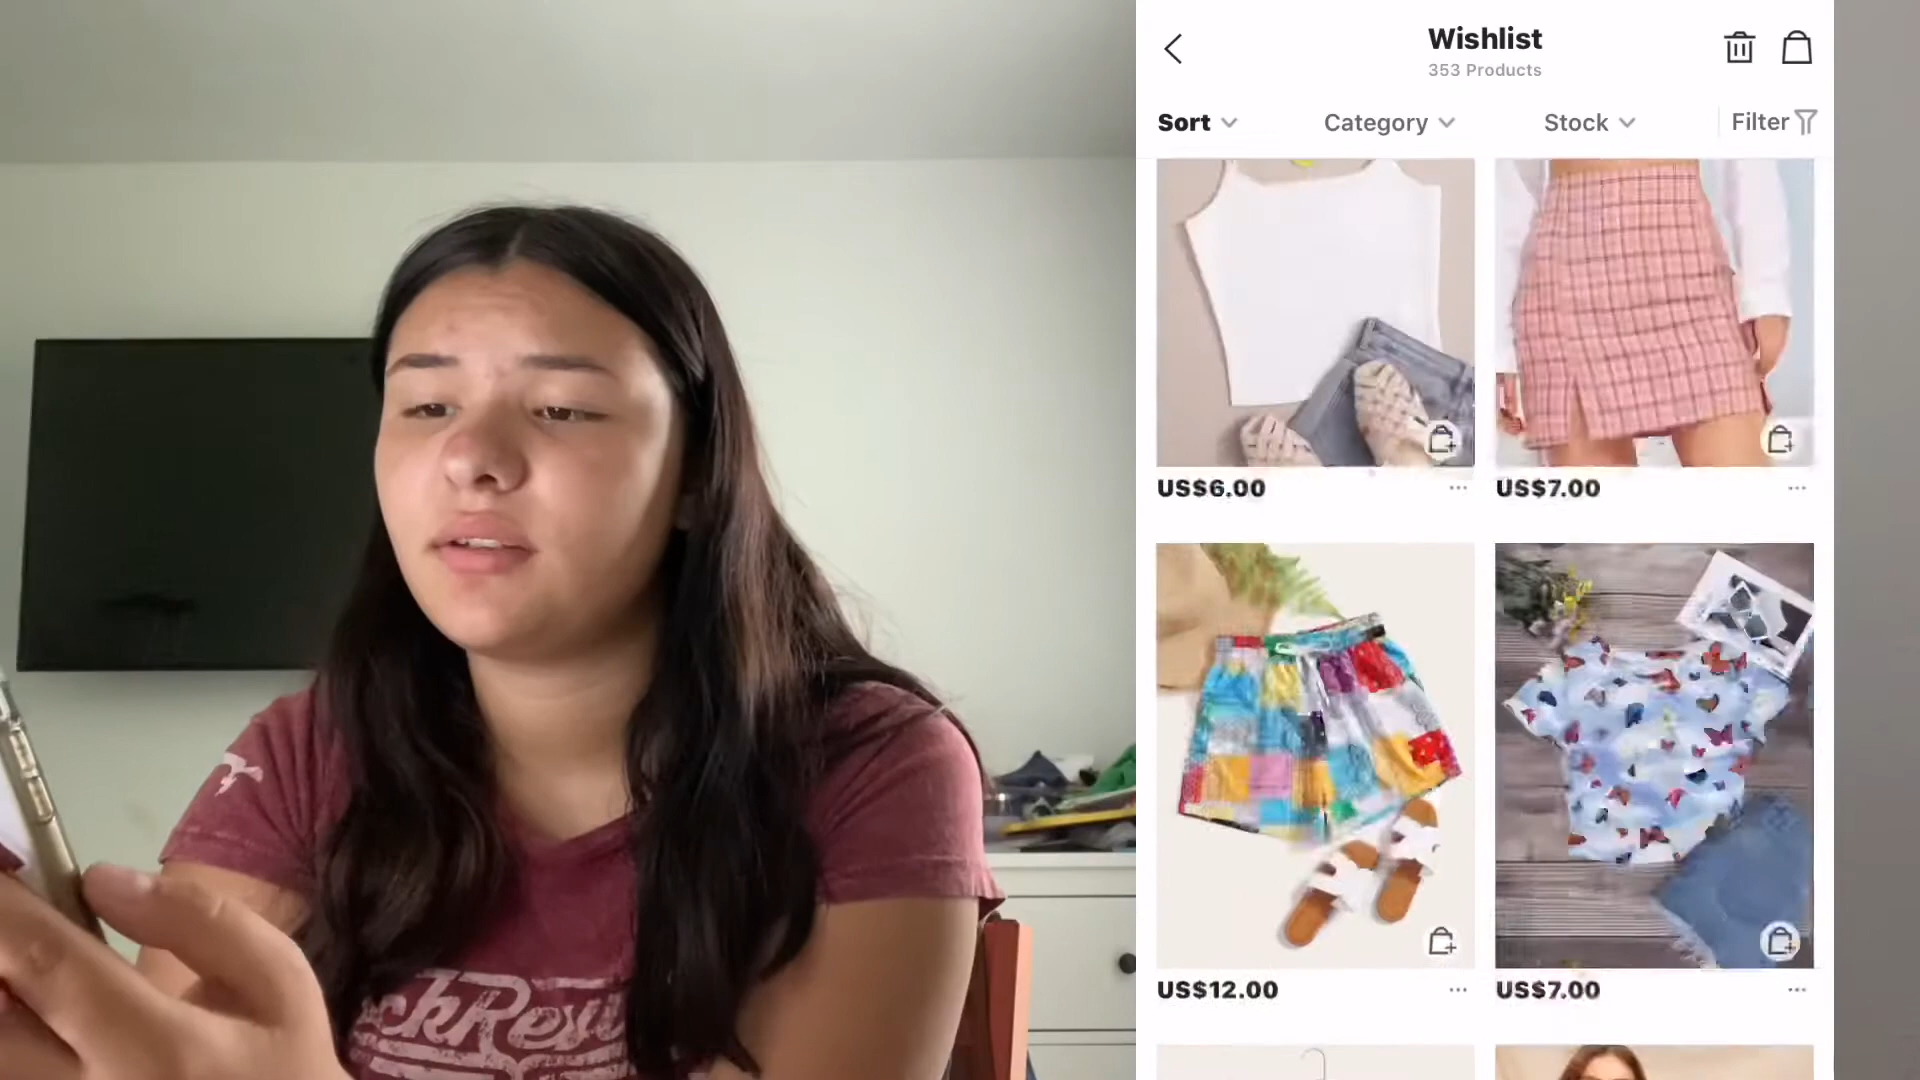 Wishlist
353 Products
Sort
Category
Stock
Filter
US$6.00
US$7.00
US$12.00
US$7.00